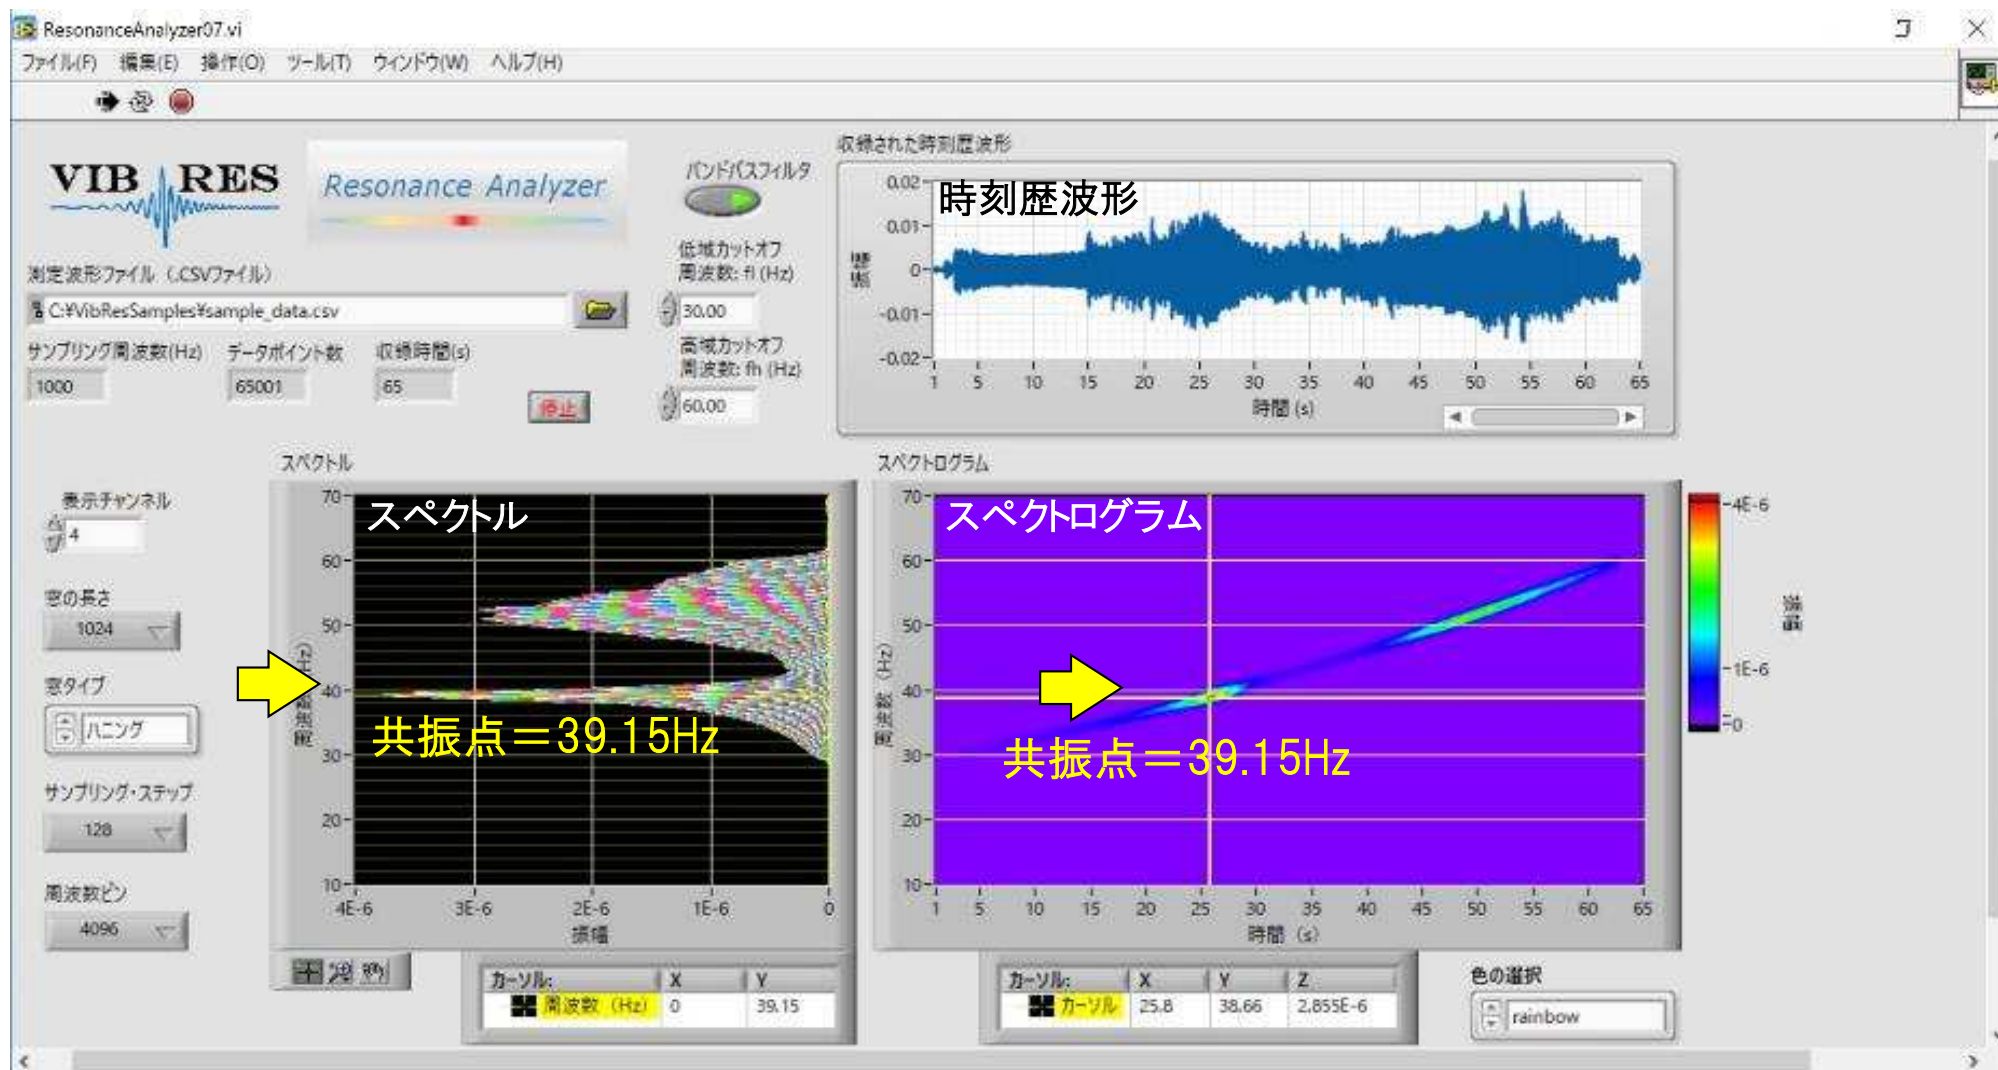 ResonanceAnalyzer07.vi
ファイル(F) 編集(E) 操作(O) ツール(T) ウィンドウ(W) ヘルプ(H)
VIB RES
Resonance Analyzer
バンドパスフィルタ
低域カットオフ
周波数: fl (Hz)
30.00
高域カットオフ
周波数: fh (Hz)
60.00
測定波形ファイル (.CSVファイル)
C:¥VibResSamples¥sample_data.csv
サンプリング周波数(Hz) データポイント数 収録時間(s)
1000 65001 65
停止
収録された時刻歴波形
時刻歴波形
0.02
0.01
0
-0.01
-0.02
振幅
1 5 10 15 20 25 30 35 40 45 50 55 60 65
時間 (s)
表示チャンネル
4
窓の長さ
1024
窓タイプ
ハニング
サンプリング・ステップ
128
周波数ビン
4096
スペクトル
スペクトル
70
60
50
40
30
20
10
周波数 (Hz)
共振点=39.15Hz
4E-6 3E-6 2E-6 1E-6 0
振幅
カーソル: X Y
周波数 (Hz) 0 39.15
スペクトログラム
スペクトログラム
70
60
50
40
30
20
10
周波数 (Hz)
共振点=39.15Hz
1 5 10 15 20 25 30 35 40 45 50 55 60 65
時間 (s)
4E-6
1E-6
0
振幅
カーソル: X Y Z
カーソル 25.8 38.66 2.855E-6
色の選択
rainbow